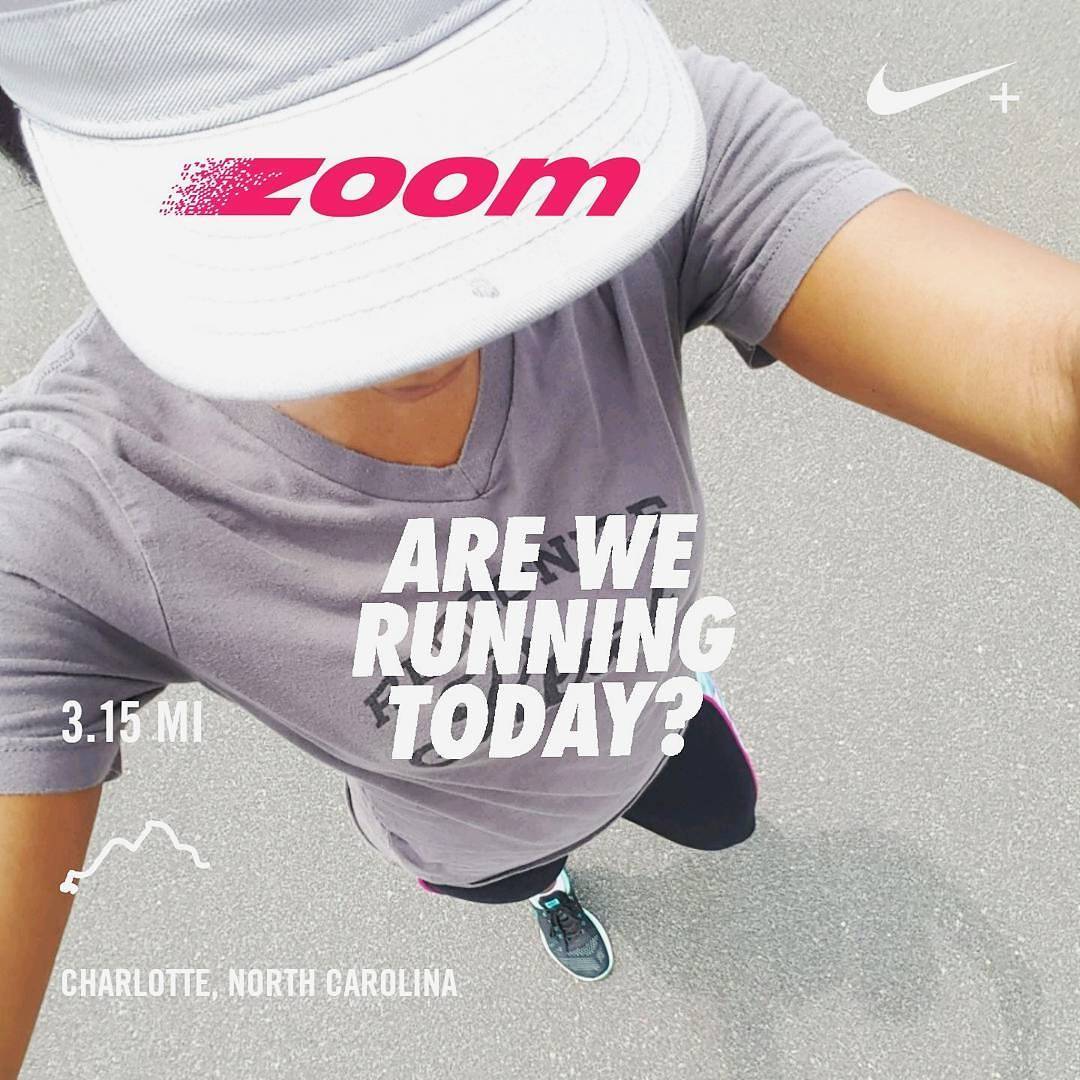 zoom
+
ARE WE
RUNNING
TODAY?
3.15 MI
CHARLOTTE, NORTH CAROLINA